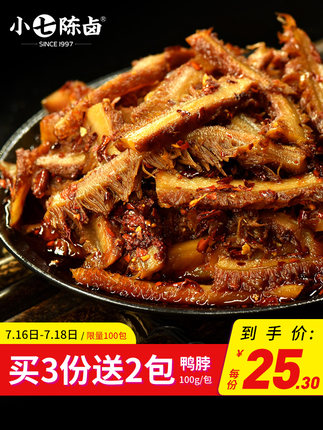 小七陈卤®
SINCE 1997
7.16日-7.18日 / 限量100包
买3份送2包 鸭脖 100g/包
到手价:
¥ 每份 25.30